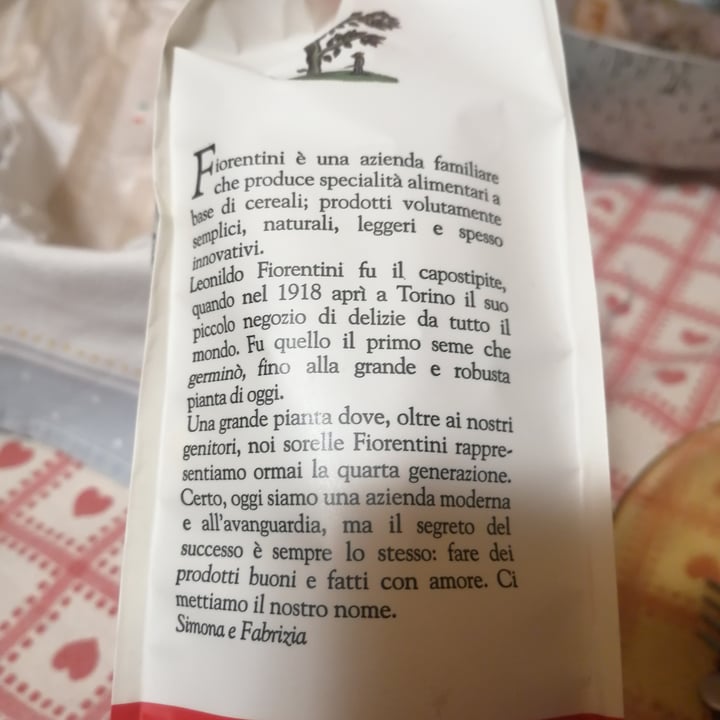 Fiorentini è una azienda familiare
che produce specialità alimentari a
base di cereali; prodotti volutamente
semplici, naturali, leggeri e spesso
innovativi.
Leonildo Fiorentini fu il capostipite,
quando nel 1918 aprì a Torino il suo
piccolo negozio di delizie da tutto il
mondo. Fu quello il primo seme che
germinò, fino alla grande e robusta
pianta di oggi.
Una grande pianta dove, oltre ai nostri
genitori, noi sorelle Fiorentini rappre-
sentiamo ormai la quarta generazione.
Certo, oggi siamo una azienda moderna
e all'avanguardia, ma il segreto del
successo è sempre lo stesso: fare dei
prodotti buoni e fatti con amore. Ci
mettiamo il nostro nome.
Simona e Fabrizia